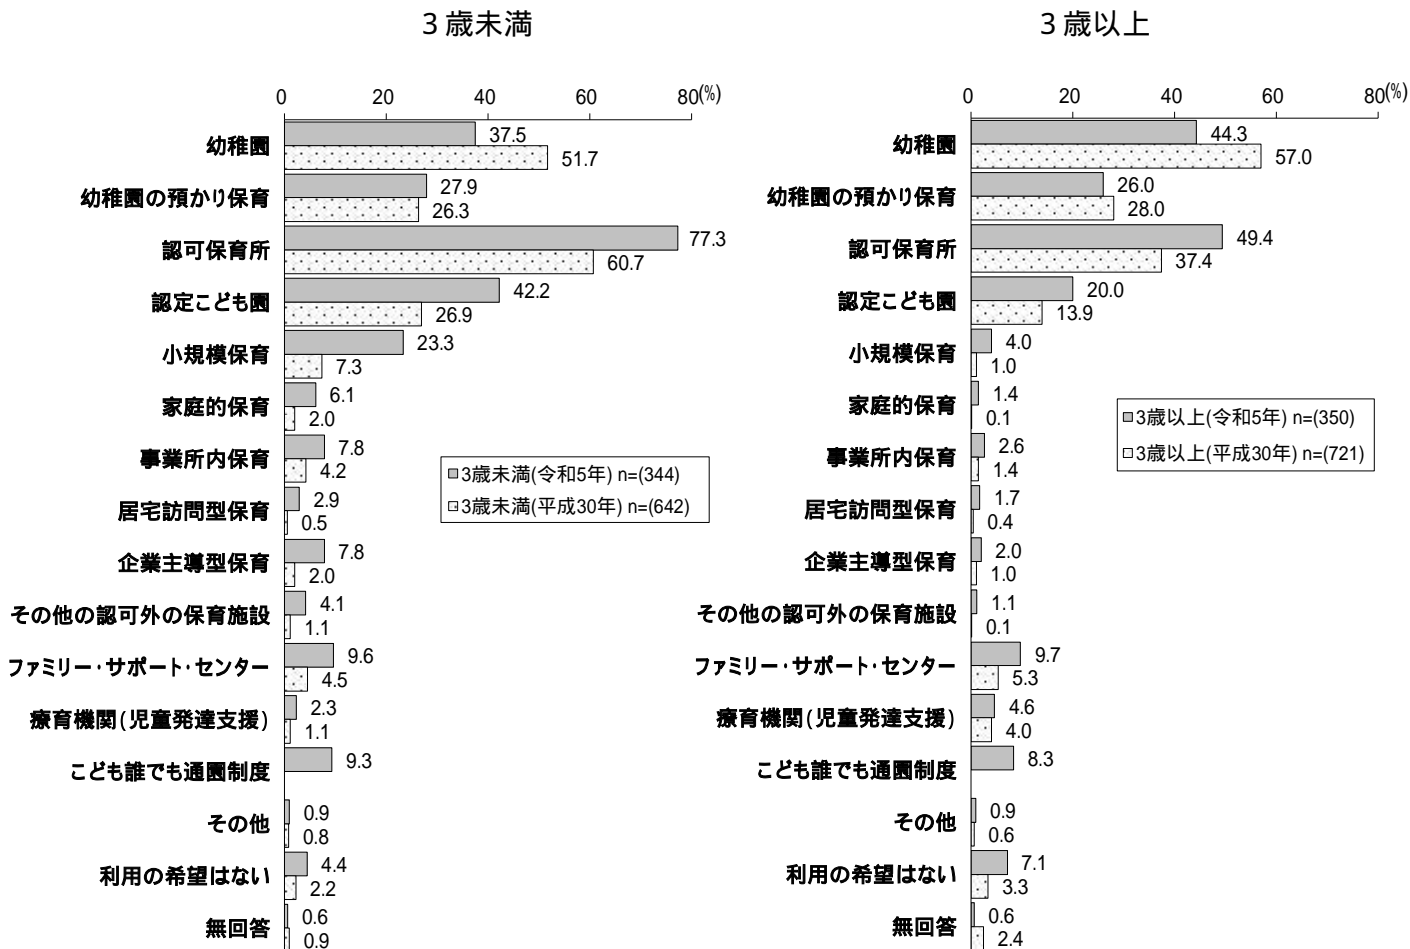 3歳未満
0 20 40 60 80(%)
幼稚園 37.5
51.7
幼稚園の預かり保育 27.9
26.3
認可保育所 77.3
60.7
認定こども園 42.2
26.9
小規模保育 23.3
7.3
家庭的保育 6.1
2.0
事業所内保育 7.8
4.2
居宅訪問型保育 2.9
0.5
企業主導型保育 7.8
2.0
その他の認可外の保育施設 4.1
1.1
ファミリー・サポート・センター 9.6
4.5
療育機関(児童発達支援) 2.3
1.1
こども誰でも通園制度 9.3
その他 0.9
0.8
利用の希望はない 4.4
2.2
無回答 0.6
0.9
3歳未満(令和5年) n=(344)
3歳未満(平成30年) n=(642)
3歳以上
0 20 40 60 80(%)
幼稚園 44.3
57.0
幼稚園の預かり保育 26.0
28.0
認可保育所 49.4
37.4
認定こども園 20.0
13.9
小規模保育 4.0
1.0
家庭的保育 1.4
0.1
事業所内保育 2.6
1.4
居宅訪問型保育 1.7
0.4
企業主導型保育 2.0
1.0
その他の認可外の保育施設 1.1
0.1
ファミリー・サポート・センター 9.7
5.3
療育機関(児童発達支援) 4.6
4.0
こども誰でも通園制度 8.3
その他 0.9
0.6
利用の希望はない 7.1
3.3
無回答 0.6
2.4
3歳以上(令和5年) n=(350)
3歳以上(平成30年) n=(721)